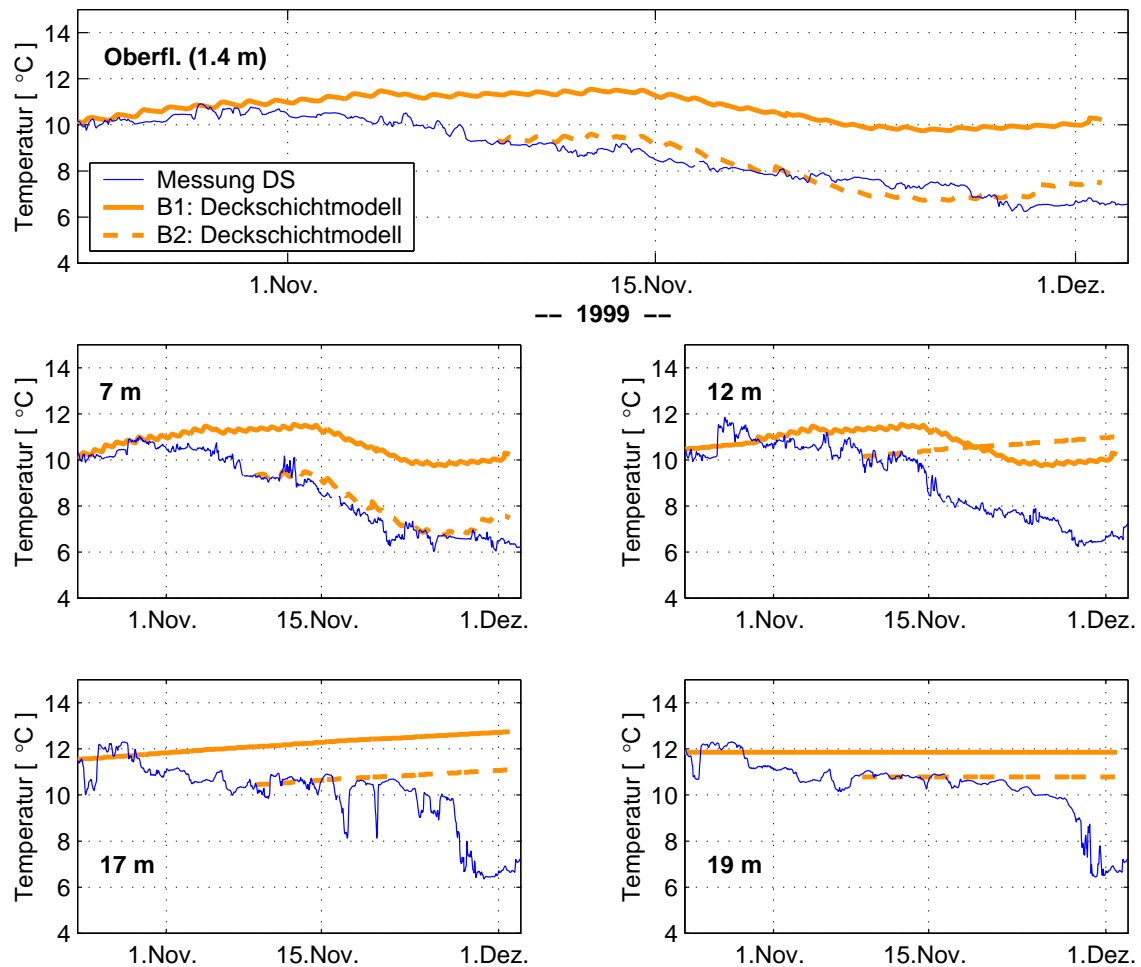 14
12
10
8
6
4
Temperatur [ °C ]
Oberfl. (1.4 m)
Messung DS
B1: Deckschichtmodell
B2: Deckschichtmodell
1.Nov. 15.Nov. 1.Dez.
-- 1999 --
14
12
10
8
6
4
Temperatur [ °C ]
7 m
1.Nov. 15.Nov. 1.Dez.
14
12
10
8
6
4
Temperatur [ °C ]
12 m
1.Nov. 15.Nov. 1.Dez.
14
12
10
8
6
4
Temperatur [ °C ]
17 m
1.Nov. 15.Nov. 1.Dez.
14
12
10
8
6
4
Temperatur [ °C ]
19 m
1.Nov. 15.Nov. 1.Dez.